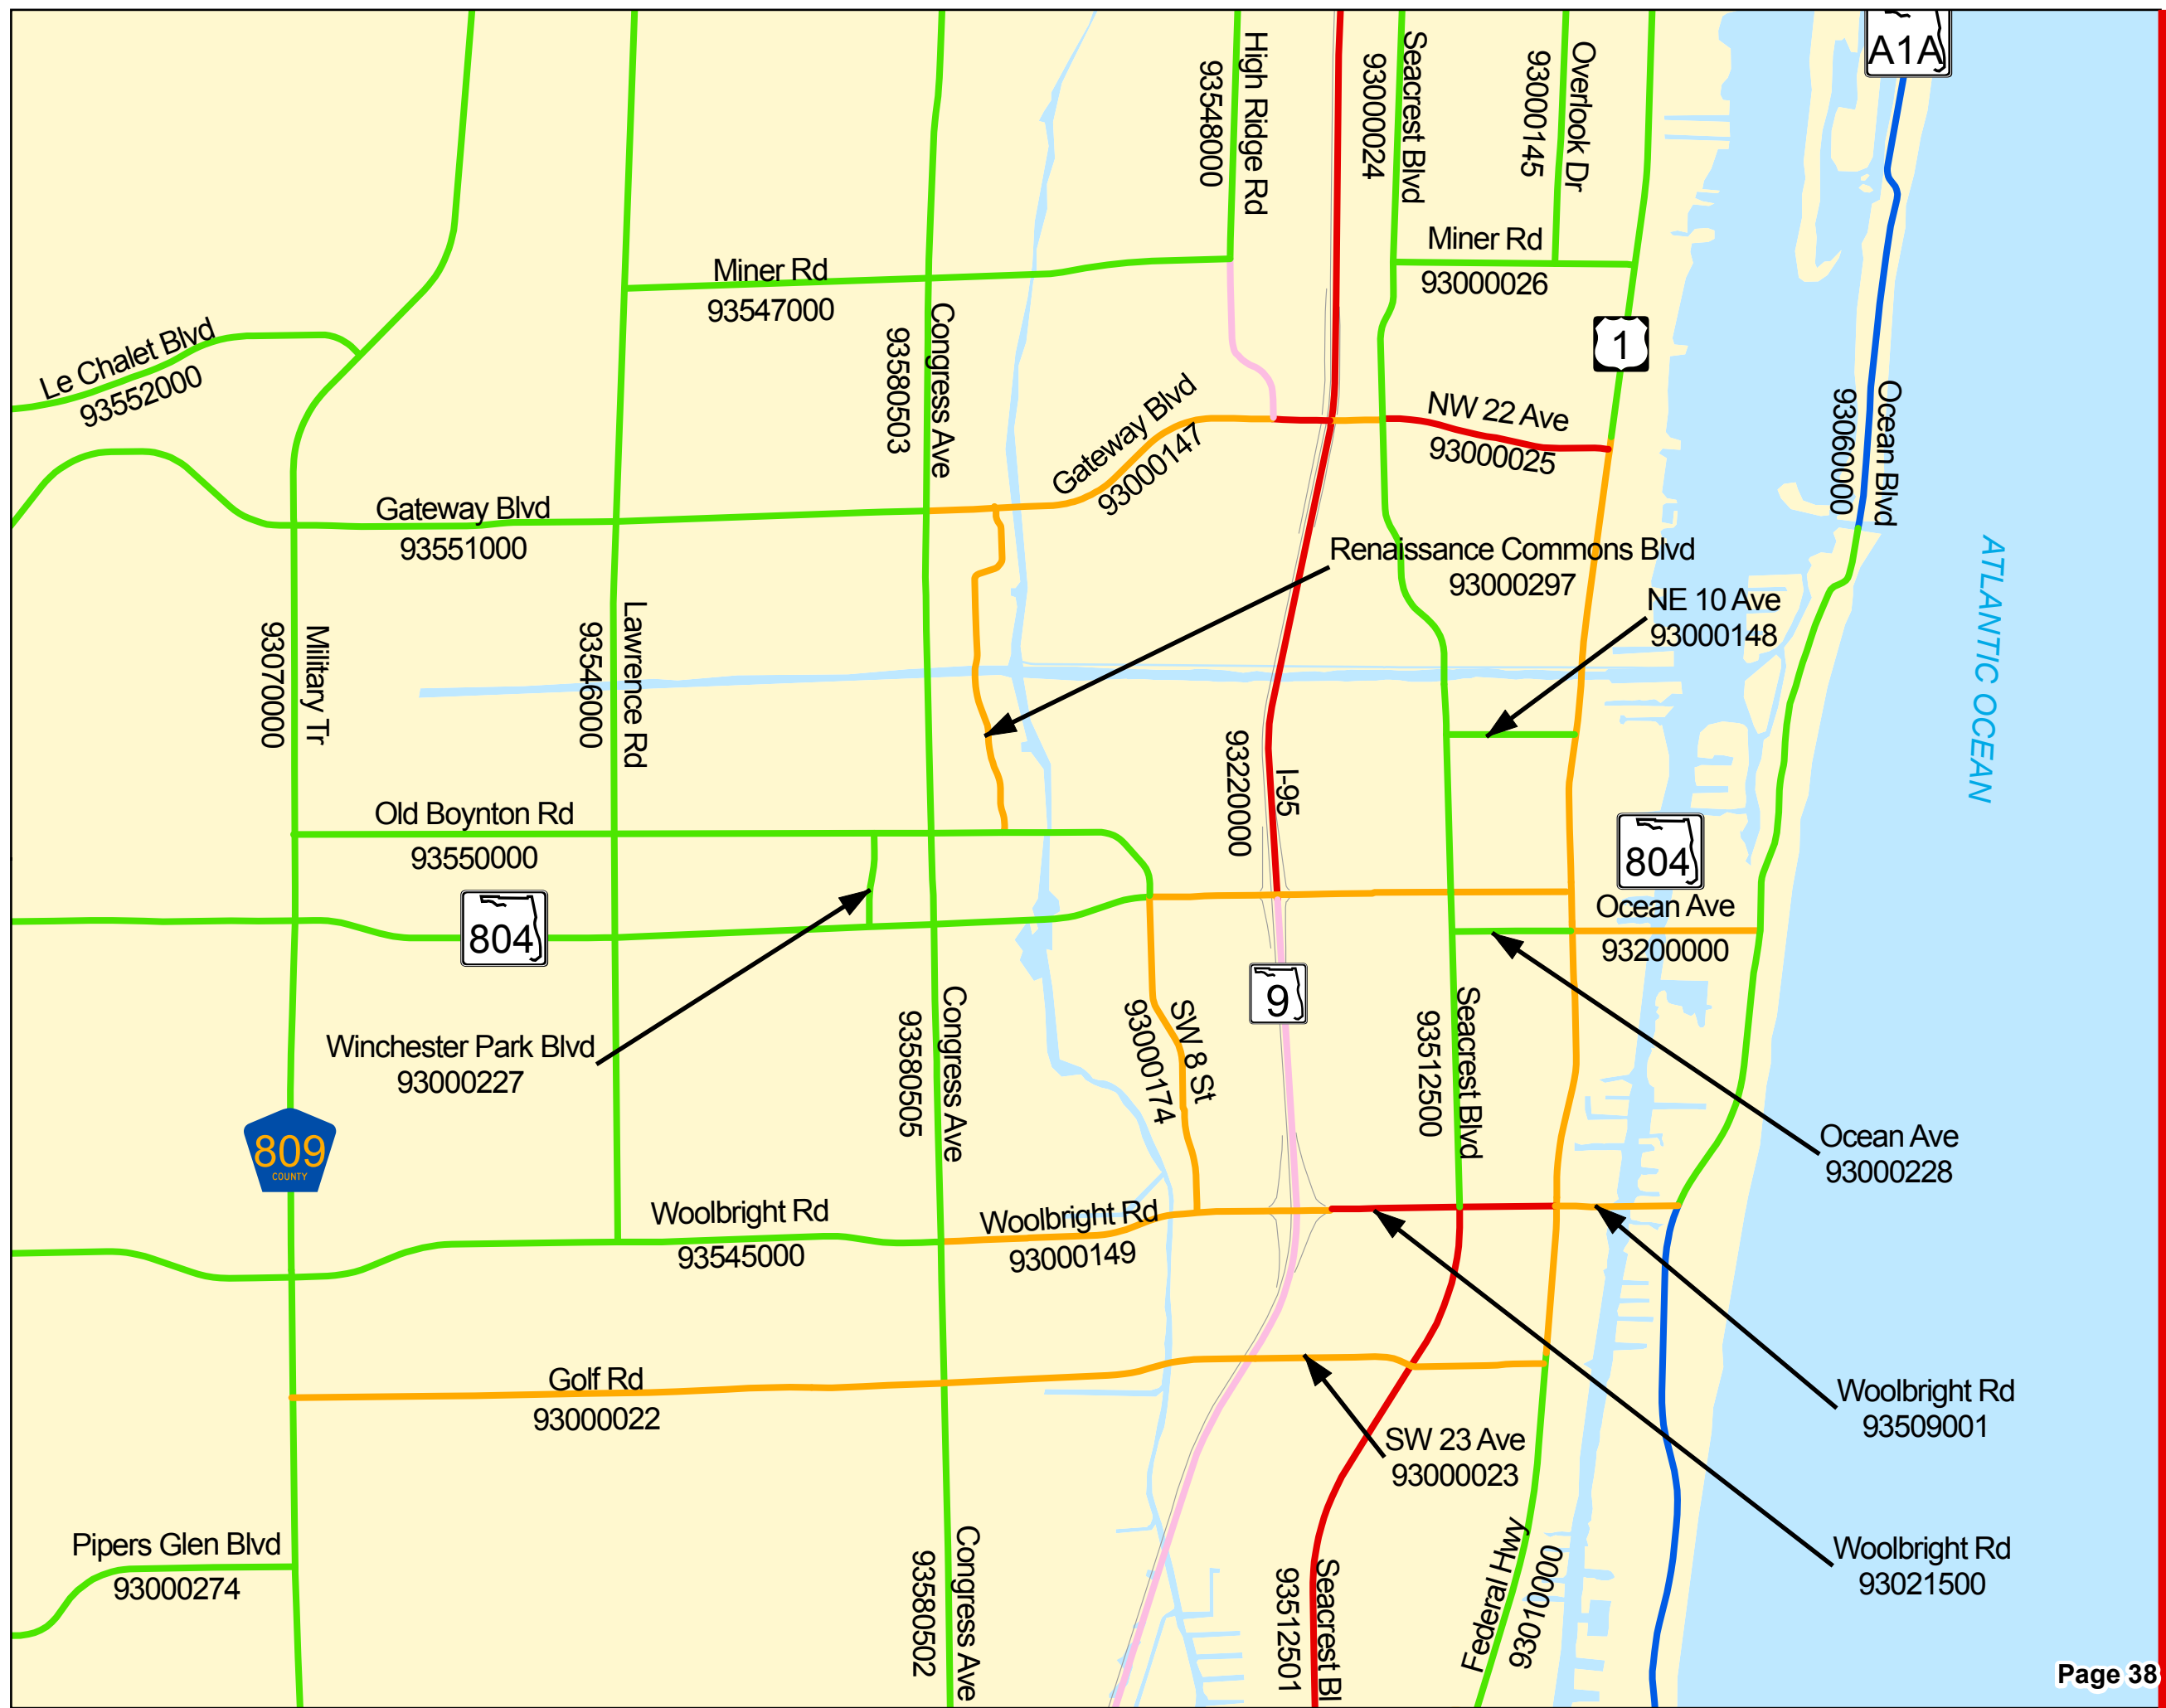 A1A
High Ridge Rd
93548000
Seacrest Blvd
93000024
Overlook Dr
93000145
Miner Rd
93000026
Miner Rd
93547000
Le Chalet Blvd
93552000
Congress Ave
93580503
1
Gateway Blvd
93000147
NW 22 Ave
93000025
Ocean Blvd
93060000
Gateway Blvd
93551000
Renaissance Commons Blvd
93000297
NE 10 Ave
93000148
ATLANTIC OCEAN
Military Tr
93070000
Lawrence Rd
93546000
I-95
93220000
Old Boynton Rd
93550000
804
804
Ocean Ave
93200000
9
Winchester Park Blvd
93000227
Congress Ave
93580505
SW 8 St
93000174
Seacrest Blvd
93512500
809
COUNTY
Ocean Ave
93000228
Woolbright Rd
93545000
Woolbright Rd
93000149
Golf Rd
93000022
Woolbright Rd
93509001
SW 23 Ave
93000023
Pipers Glen Blvd
93000274
Congress Ave
93580502
Seacrest Bl
93512501
Federal Hwy
93010000
Woolbright Rd
93021500
Page 38